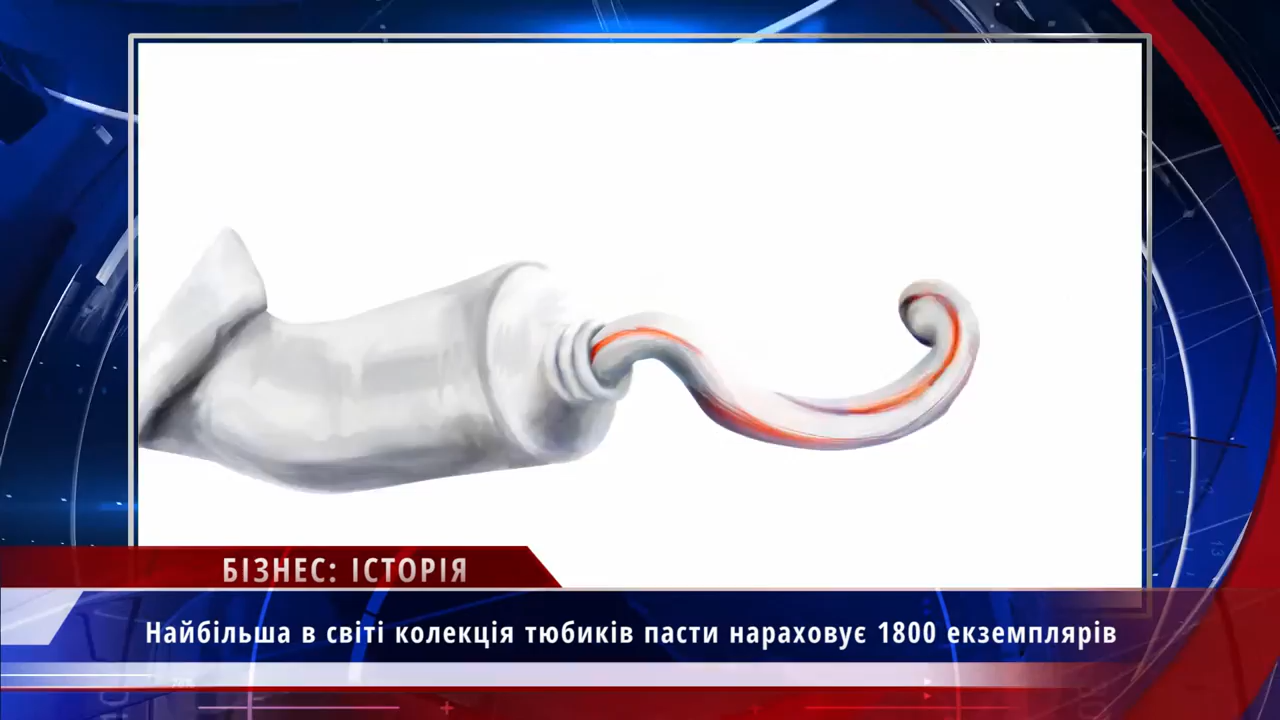 БІЗНЕС: ІСТОРІЯ
Найбільша в світі колекція тюбиків пасти нараховує 1800 екземплярів